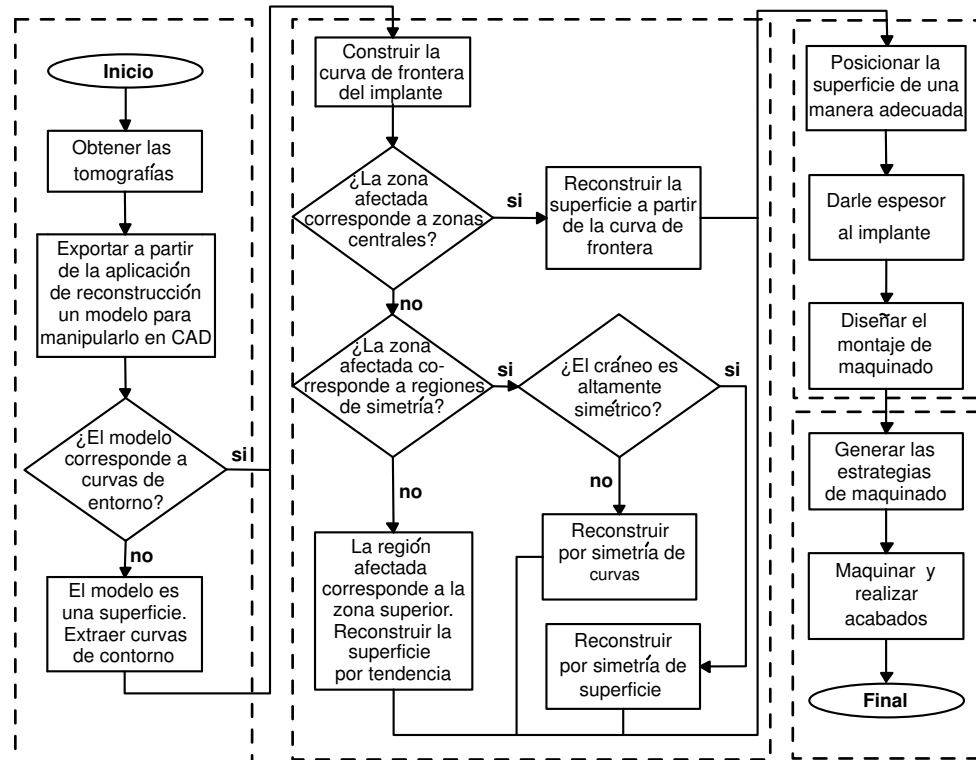 Inicio
Obtener las
tomografías
Exportar a partir
de la aplicación
de reconstrucción
un modelo para
manipularlo en CAD
¿El modelo
corresponde a
curvas de
entorno?
si
no
El modelo es
una superficie.
Extraer curvas
de contorno
Construir la
curva de frontera
del implante
¿La zona
afectada
corresponde a zonas
centrales?
si
Reconstruir la
superficie a partir
de la curva de
frontera
no
¿La zona
afectada co-
rresponde a regiones
de simetría?
si
¿El cráneo es
altamente
simétrico?
si
no
no
La región
afectada
corresponde a la
zona superior.
Reconstruir la
superficie
por tendencia
Reconstruir
por simetría de
curvas
Reconstruir
por simetría de
superficie
Posicionar la
superficie de una
manera adecuada
Darle espesor
al implante
Diseñar el
montaje de
maquinado
Generar las
estrategias
de maquinado
Maquinar y
realizar
acabados
Final